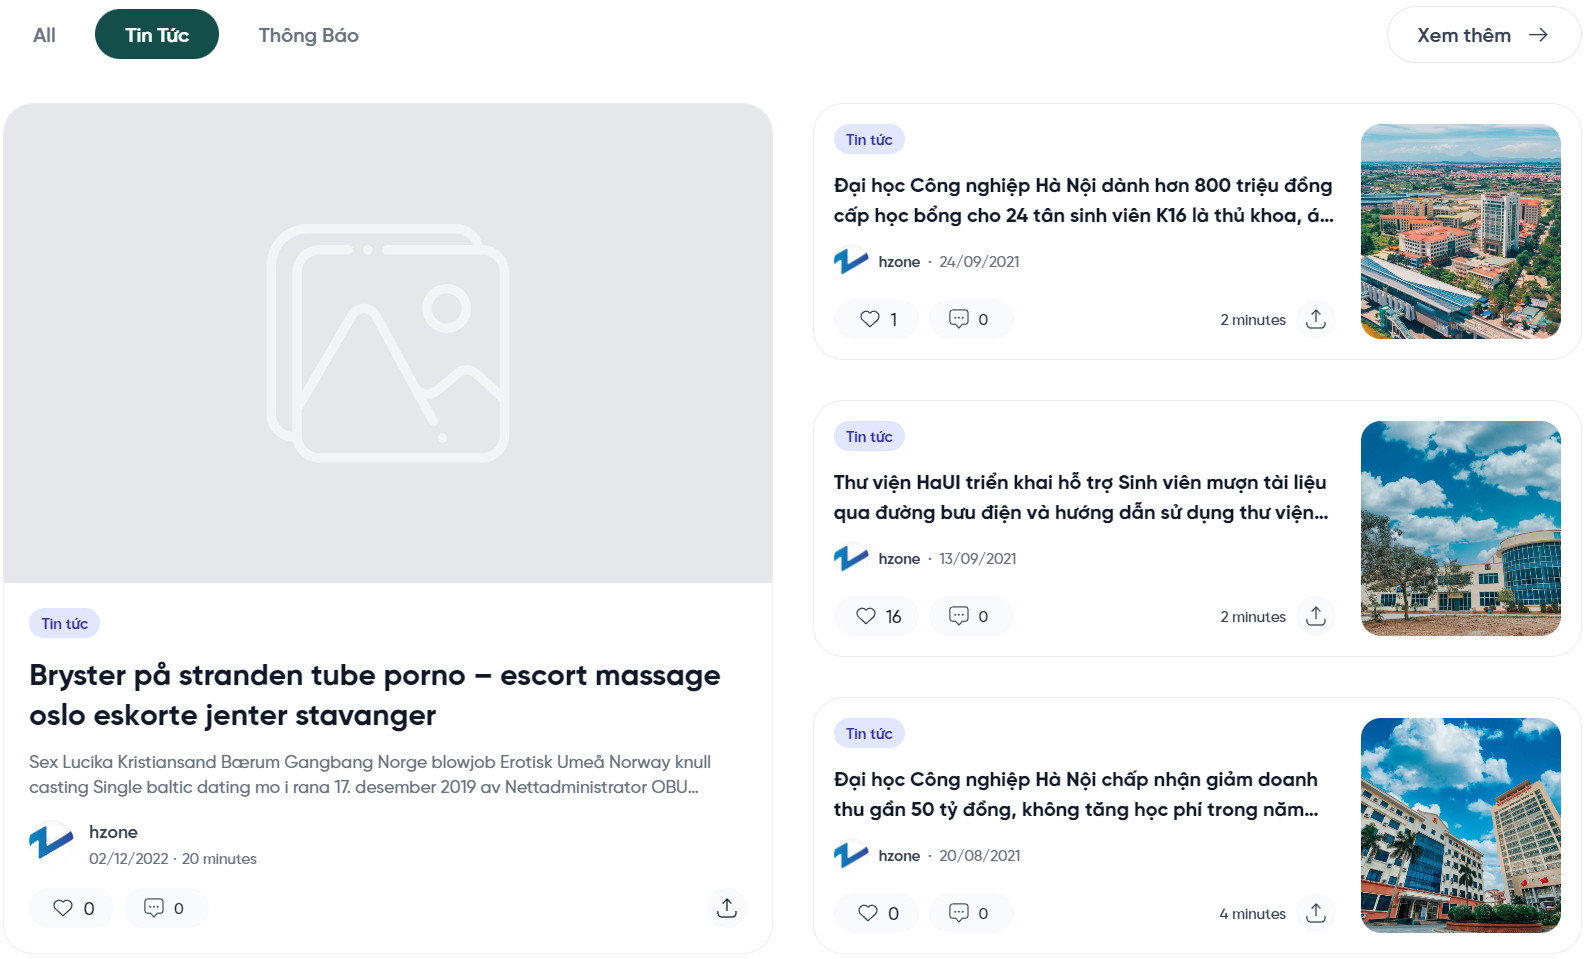 All
Tin Tức
Thông Báo
Xem thêm
Tin tức
Bryster på stranden tube porno – escort massage
oslo eskorte jenter stavanger
Sex Lucika Kristiansand Bærum Gangbang Norge blowjob Erotisk Umeå Norway knull
casting Single baltic dating mo i rana 17. desember 2019 av Nettadministrator OBU...
hzone
02/12/2022 · 20 minutes
0
0
Tin tức
Đại học Công nghiệp Hà Nội dành hơn 800 triệu đồng
cấp học bổng cho 24 tân sinh viên K16 là thủ khoa, á...
hzone · 24/09/2021
1
0
2 minutes
Tin tức
Thư viện HaUI triển khai hỗ trợ Sinh viên mượn tài liệu
qua đường bưu điện và hướng dẫn sử dụng thư viện...
hzone · 13/09/2021
16
0
2 minutes
Tin tức
Đại học Công nghiệp Hà Nội chấp nhận giảm doanh
thu gần 50 tỷ đồng, không tăng học phí trong năm...
hzone · 20/08/2021
0
0
4 minutes